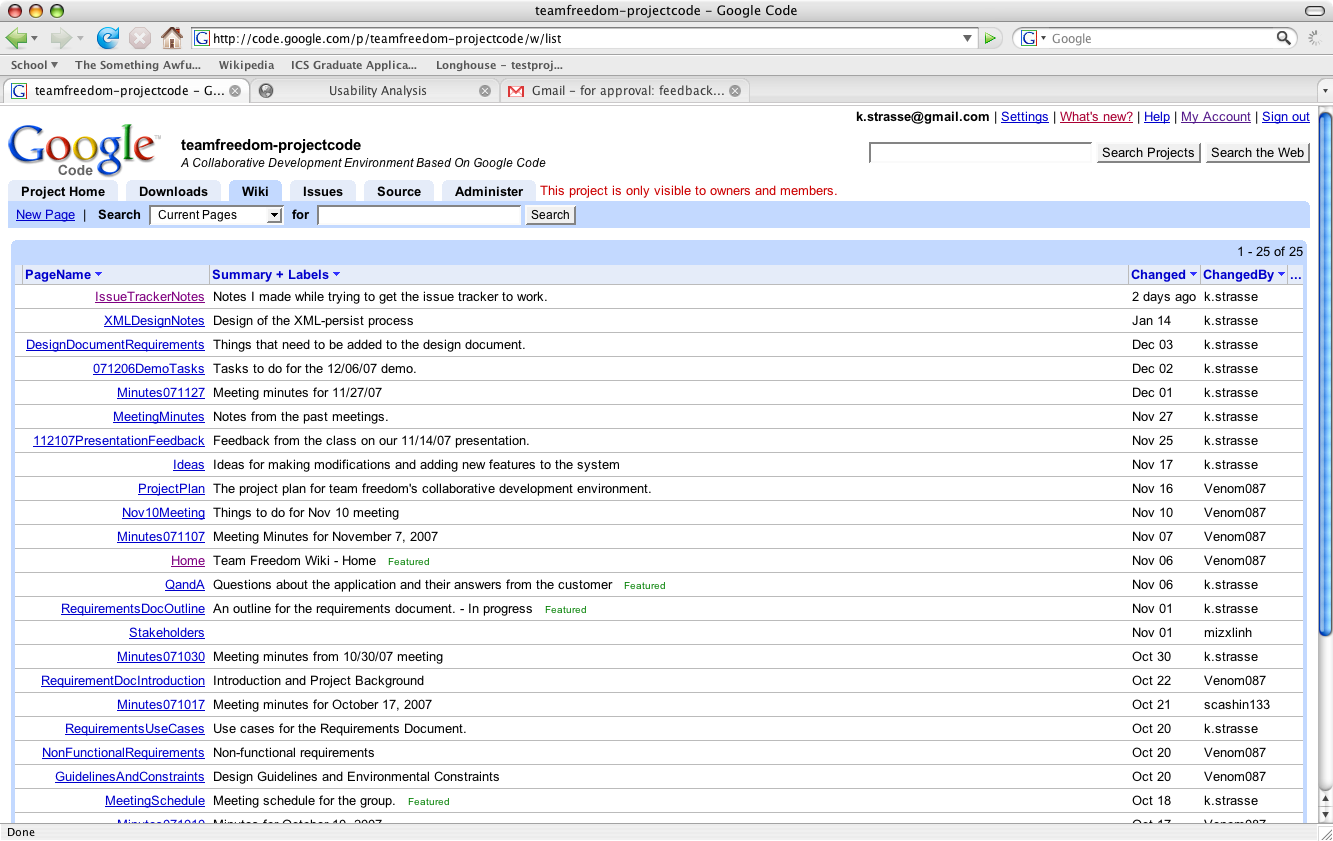 teamfreedom-projectcode – Google Code
http://code.google.com/p/teamfreedom-projectcode/w/list
Google
School The Something Awfu... Wikipedia ICS Graduate Applica... Longhouse – testproj...
teamfreedom-projectcode – G... Usability Analysis Gmail – for approval: feedback...
k.strasse@gmail.com | Settings | What's new? | Help | My Account | Sign out
Google™ Code
teamfreedom-projectcode
A Collaborative Development Environment Based On Google Code
Search Projects Search the Web
Project Home Downloads Wiki Issues Source Administer This project is only visible to owners and members.
New Page | Search Current Pages for Search
1 - 25 of 25
PageName Summary + Labels Changed ChangedBy ...
IssueTrackerNotes Notes I made while trying to get the issue tracker to work. 2 days ago k.strasse
XMLDesignNotes Design of the XML-persist process Jan 14 k.strasse
DesignDocumentRequirements Things that need to be added to the design document. Dec 03 k.strasse
071206DemoTasks Tasks to do for the 12/06/07 demo. Dec 02 k.strasse
Minutes071127 Meeting minutes for 11/27/07 Dec 01 k.strasse
MeetingMinutes Notes from the past meetings. Nov 27 k.strasse
112107PresentationFeedback Feedback from the class on our 11/14/07 presentation. Nov 25 k.strasse
Ideas Ideas for making modifications and adding new features to the system Nov 17 k.strasse
ProjectPlan The project plan for team freedom's collaborative development environment. Nov 16 Venom087
Nov10Meeting Things to do for Nov 10 meeting Nov 10 Venom087
Minutes071107 Meeting Minutes for November 7, 2007 Nov 07 Venom087
Home Team Freedom Wiki - Home Featured Nov 06 Venom087
QandA Questions about the application and their answers from the customer Featured Nov 06 k.strasse
RequirementsDocOutline An outline for the requirements document. - In progress Featured Nov 01 k.strasse
Stakeholders Nov 01 mizxlinh
Minutes071030 Meeting minutes from 10/30/07 meeting Oct 30 k.strasse
RequirementDocIntroduction Introduction and Project Background Oct 22 Venom087
Minutes071017 Meeting minutes for October 17, 2007 Oct 21 scashin133
RequirementsUseCases Use cases for the Requirements Document. Oct 20 k.strasse
NonFunctionalRequirements Non-functional requirements Oct 20 Venom087
GuidelinesAndConstraints Design Guidelines and Environmental Constraints Oct 20 Venom087
MeetingSchedule Meeting schedule for the group. Featured Oct 18 k.strasse
Done